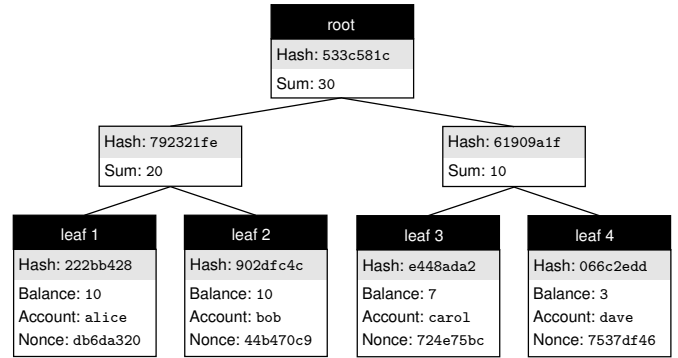 root
Hash: 533c581c
Sum: 30
Hash: 792321fe
Sum: 20
Hash: 61909a1f
Sum: 10
leaf 1
Hash: 222bb428
Balance: 10
Account: alice
Nonce: db6da320
leaf 2
Hash: 902dfc4c
Balance: 10
Account: bob
Nonce: 44b470c9
leaf 3
Hash: e448ada2
Balance: 7
Account: carol
Nonce: 724e75bc
leaf 4
Hash: 066c2edd
Balance: 3
Account: dave
Nonce: 7537df46